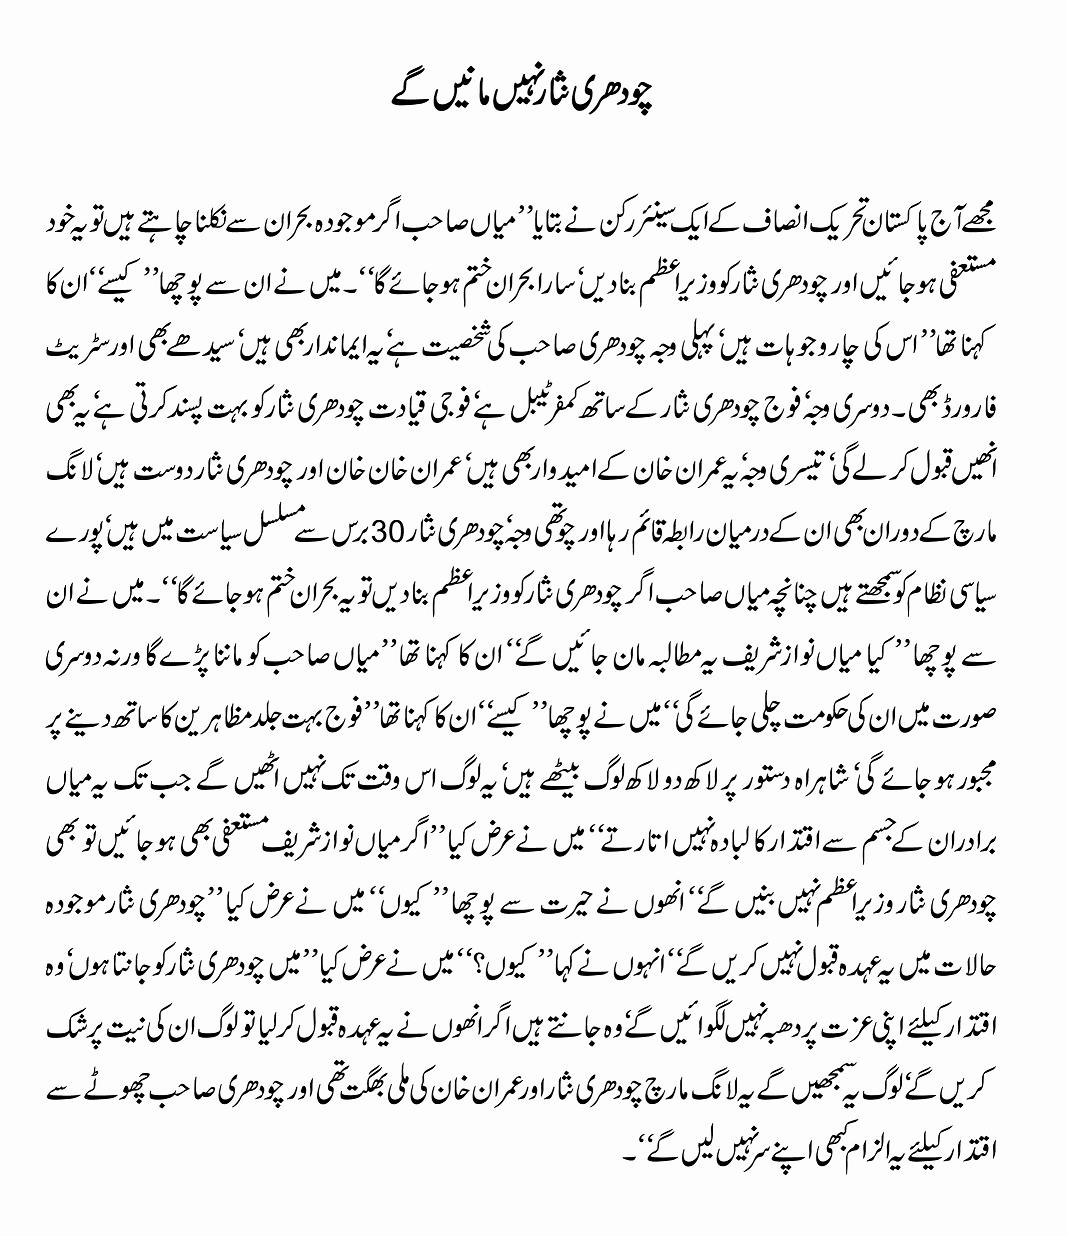 چودھری نثار نہیں مانیں گے
مجھے آج پاکستان تحریک انصاف کے ایک سینئر رکن نے بتایا’’ میاں صاحب اگر موجودہ بحران سے نکلنا چاہتے ہیں تو یہ خود
مستعفی ہو جائیں اور چودھری نثار کو وزیراعظم بنا دیں‘ سارا بحران ختم ہو جائے گا‘‘۔ میں نے ان سے پوچھا’’ کیسے‘‘ ان کا
کہنا تھا’’ اس کی چار وجوہات ہیں‘ پہلی وجہ چودھری صاحب کی شخصیت ہے‘ یہ ایماندار بھی ہیں‘ سیدھے بھی اور سٹریٹ
فارورڈ بھی۔ دوسری وجہ‘ فوج چودھری نثار کے ساتھ کمفرٹیبل ہے‘ فوجی قیادت چودھری نثار کو بہت پسند کرتی ہے‘ یہ بھی
انھیں قبول کر لے گی‘ تیسری وجہ‘ یہ عمران خان کے امیدوار بھی ہیں‘ عمران خان خان اور چودھری نثار دوست ہیں‘ لانگ
مارچ کے دوران بھی ان کے درمیان رابطہ قائم رہا اور چوتھی وجہ‘ چودھری نثار 30 برس سے مسلسل سیاست میں ہیں‘ پورے
سیاسی نظام کو سمجھتے ہیں چنانچہ میاں صاحب اگر چودھری نثار کو وزیراعظم بنا دیں تو یہ بحران ختم ہو جائے گا‘‘۔ میں نے ان
سے پوچھا’’ کیا میاں نواز شریف یہ مطالبہ مان جائیں گے‘‘ ان کا کہنا تھا’’ میاں صاحب کو ماننا پڑے گا ورنہ دوسری
صورت میں ان کی حکومت چلی جائے گی‘‘ میں نے پوچھا’’ کیسے‘‘ ان کا کہنا تھا’’ فوج بہت جلد مظاہرین کا ساتھ دینے پر
مجبور ہو جائے گی‘ شاہراہ دستور پر لاکھ دو لاکھ لوگ بیٹھے ہیں‘ یہ لوگ اس وقت تک نہیں اٹھیں گے جب تک یہ میاں
برادران کے جسم سے اقتدار کا لبادہ نہیں اتارتے‘‘ میں نے عرض کیا’’ اگر میاں نواز شریف مستعفی بھی ہو جائیں تو بھی
چودھری نثار وزیراعظم نہیں بنیں گے‘‘ انھوں نے حیرت سے پوچھا’’ کیوں‘‘ میں نے عرض کیا’’ چودھری نثار موجودہ
حالات میں یہ عہدہ قبول نہیں کریں گے‘‘ انہوں نے کہا’’ کیوں؟‘‘ میں نے عرض کیا’’ میں چودھری نثار کو جانتا ہوں‘ وہ
اقتدار کیلئے اپنی عزت پر دھبہ نہیں لگوائیں گے‘ وہ جانتے ہیں اگر انھوں نے یہ عہدہ قبول کر لیا تو لوگ ان کی نیت پر شک
کریں گے‘ لوگ یہ سمجھیں گے یہ لانگ مارچ چودھری نثار اور عمران خان کی ملی بھگت تھی اور چودھری صاحب چھوٹے سے
اقتدار کیلئے یہ الزام کبھی اپنے سر نہیں لیں گے‘‘۔